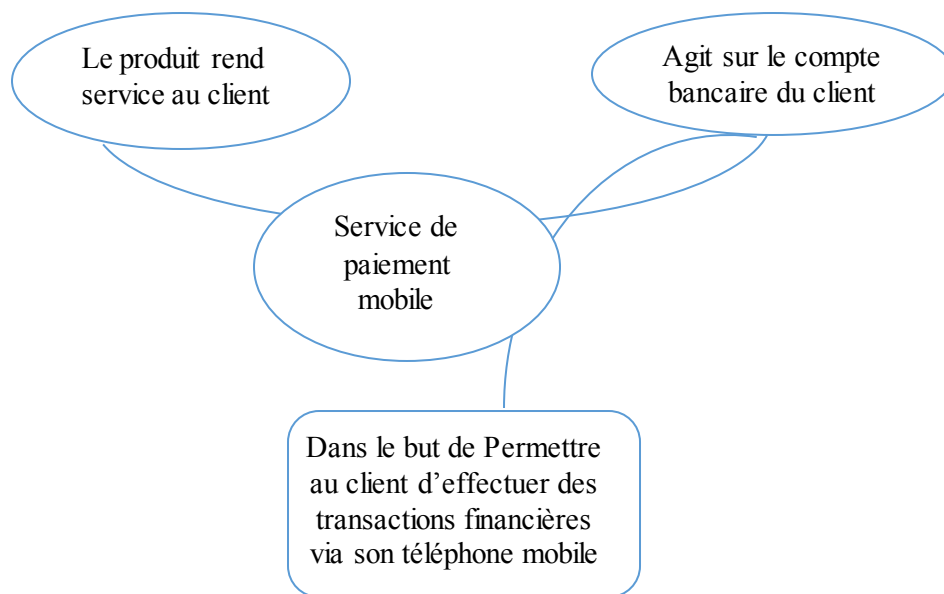 Le produit rend
service au client
Agit sur le compte
bancaire du client
Service de
paiement
mobile
Dans le but de Permettre
au client d’effectuer des
transactions financières
via son téléphone mobile